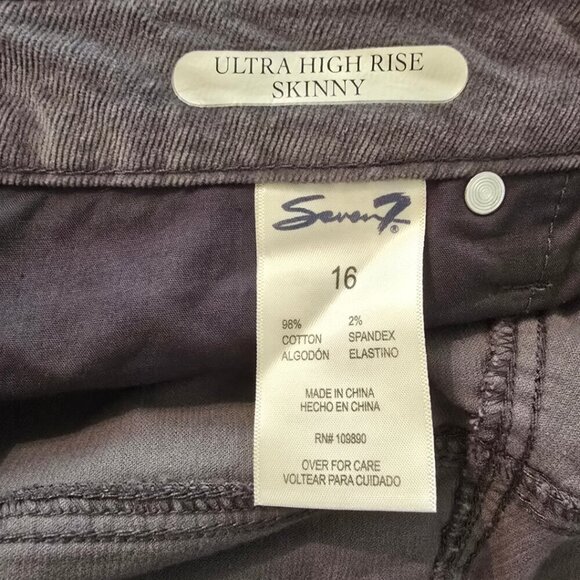 ULTRA HIGH RISE
SKINNY
Seven7®
16
98% 2%
COTTON SPANDEX
ALGODÓN ELASTINO
MADE IN CHINA
HECHO EN CHINA
RN# 109890
OVER FOR CARE
VOLTEAR PARA CUIDADO